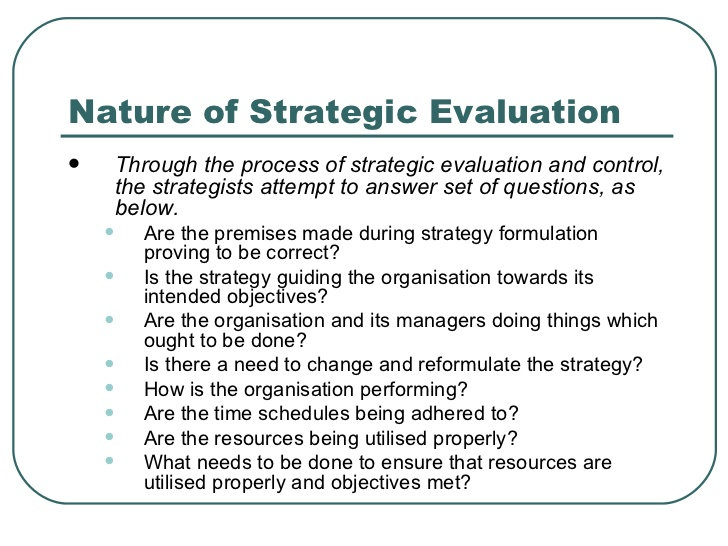 Nature of Strategic Evaluation
Through the process of strategic evaluation and control,
the strategists attempt to answer set of questions, as
below.
Are the premises made during strategy formulation
proving to be correct?
Is the strategy guiding the organisation towards its
intended objectives?
Are the organisation and its managers doing things which
ought to be done?
Is there a need to change and reformulate the strategy?
How is the organisation performing?
Are the time schedules being adhered to?
Are the resources being utilised properly?
What needs to be done to ensure that resources are
utilised properly and objectives met?